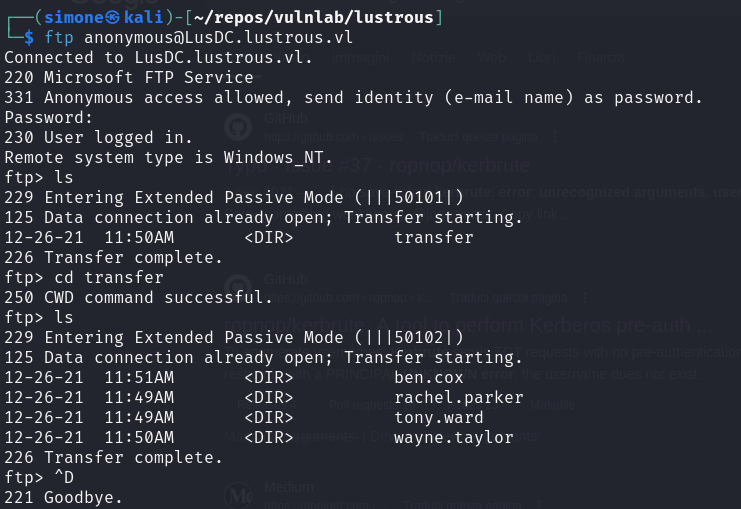 ┌──(simone㉿kali)-[~/repos/vulnlab/lustrous]
└─$ ftp anonymous@LusDC.lustrous.vl
Connected to LusDC.lustrous.vl.
220 Microsoft FTP Service
331 Anonymous access allowed, send identity (e-mail name) as password.
Password:
230 User logged in.
Remote system type is Windows_NT.
ftp> ls
229 Entering Extended Passive Mode (|||50101|)
125 Data connection already open; Transfer starting.
12-26-21  11:50AM       <DIR>          transfer
226 Transfer complete.
ftp> cd transfer
250 CWD command successful.
ftp> ls
229 Entering Extended Passive Mode (|||50102|)
125 Data connection already open; Transfer starting.
12-26-21  11:51AM       <DIR>          ben.cox
12-26-21  11:49AM       <DIR>          rachel.parker
12-26-21  11:49AM       <DIR>          tony.ward
12-26-21  11:50AM       <DIR>          wayne.taylor
226 Transfer complete.
ftp> ^D
221 Goodbye.